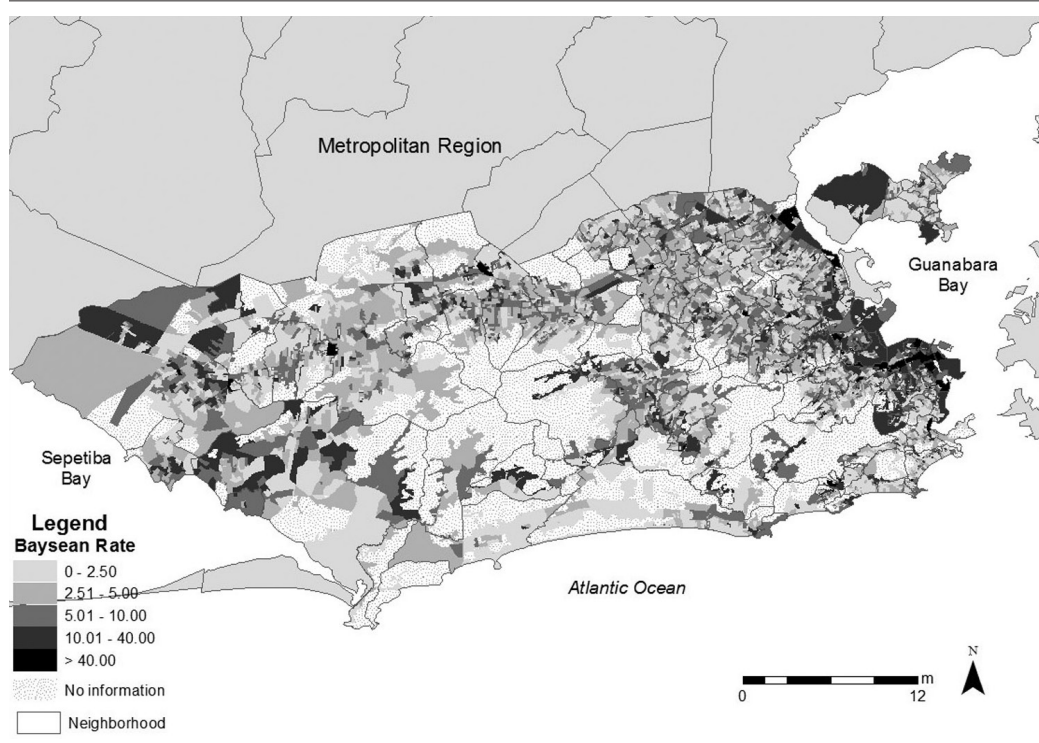 Metropolitan Region
Guanabara
Bay
Sepetiba
Bay
Legend
Baysean Rate
0 - 2.50
2.51 - 5.00
5.01 - 10.00
10.01 - 40.00
> 40.00
No information
Neighborhood
Atlantic Ocean
N
m
0 12